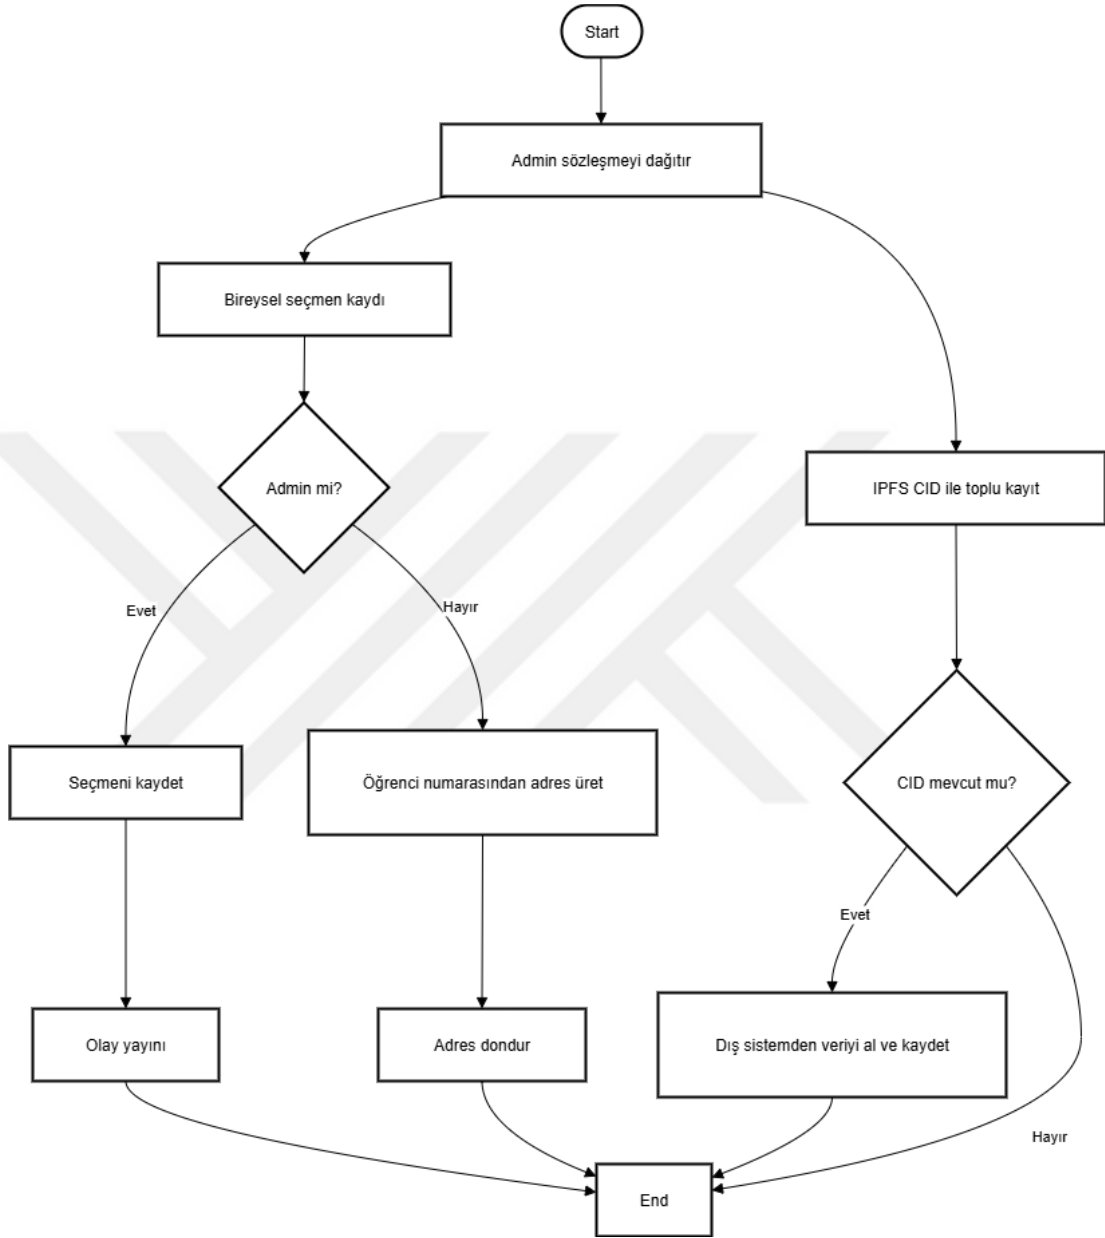 Start
Admin sözleşmeyi dağıtır
Bireysel seçmen kaydı
Admin mi?
IPFS CID ile toplu kayıt
Evet
Hayır
Seçmeni kaydet
Öğrenci numarasından adres üret
CID mevcut mu?
Evet
Olay yayını
Adres dondur
Dış sistemden veriyi al ve kaydet
Hayır
End